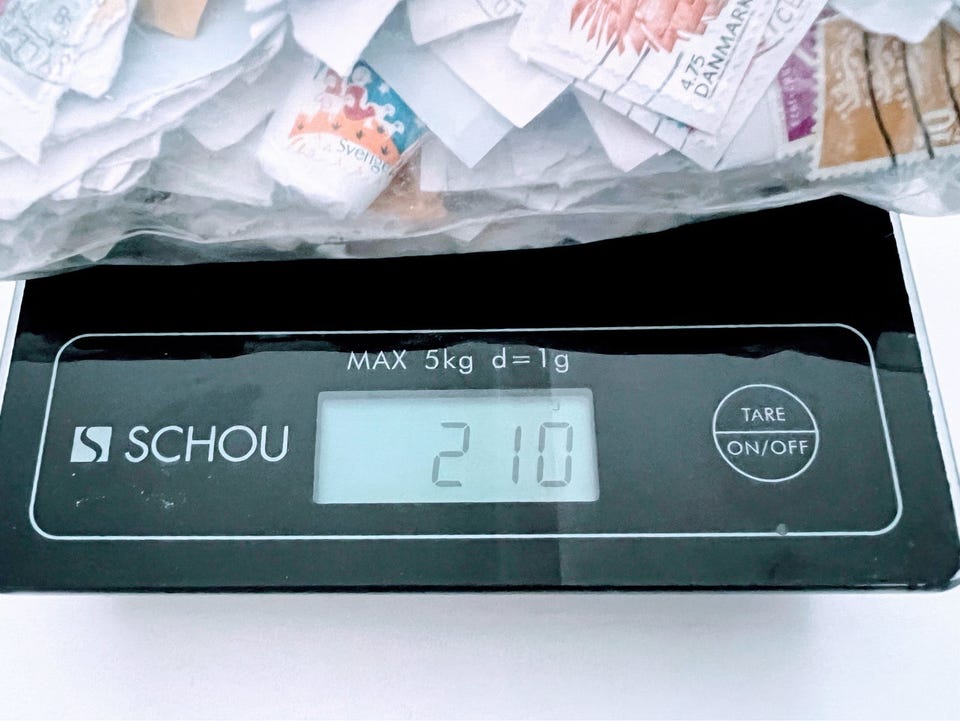 4.75
DANMARK
Sverige
MAX 5kg d=1g
SCHOU
210
TARE
ON/OFF